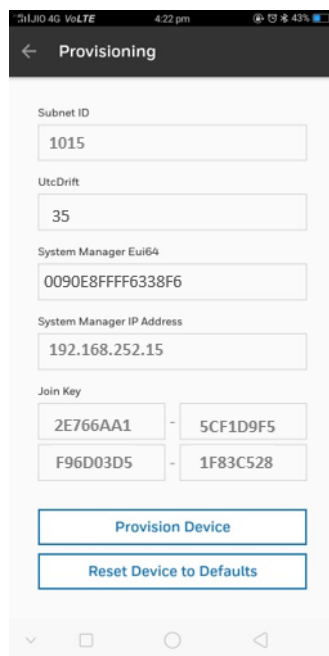 JIO 4G VoLTE 4:22 pm 43%
Provisioning
Subnet ID
1015
UtcDrift
35
System Manager Eui64
0090E8FFFF6338F6
System Manager IP Address
192.168.252.15
Join Key
2E766AA1 - 5CF1D9F5
F96D03D5 - 1F83C528
Provision Device
Reset Device to Defaults